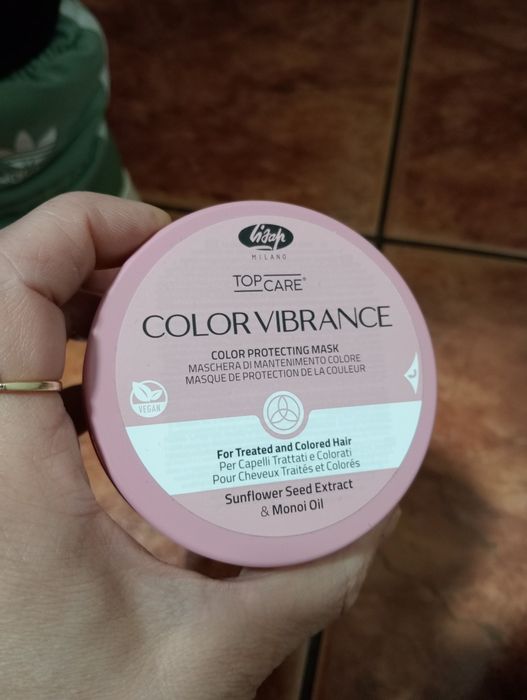 lisap
MILANO
TOP
CARE®
COLOR VIBRANCE
COLOR PROTECTING MASK
MASCHERA DI MANTENIMENTO COLORE
MASQUE DE PROTECTION DE LA COULEUR
VEGAN
For Treated and Colored Hair
Per Capelli Trattati e Colorati
Pour Cheveux Traités et Colorés
Sunflower Seed Extract
& Monoi Oil